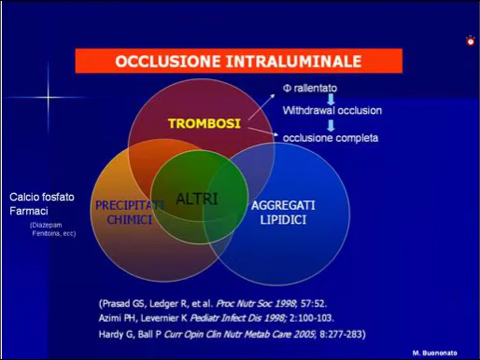 OCCLUSIONE INTRALUMINALE
Φ rallentato
Withdrawal occlusion
occlusione completa
TROMBOSI
Calcio fosfato
Farmaci
(Diazepam
Fenitoina, ecc)
PRECIPITATI
CHIMICI
ALTRI
AGGREGATI
LIPIDICI
(Prasad GS, Ledger R, et al. Proc Nutr Soc 1998; 57:52.
Azimi PH, Levernier K Pediatr Infect Dis 1998; 2:100-103.
Hardy G, Ball P Curr Opin Clin Nutr Metab Care 2005, 8:277-283)
M. Buononato